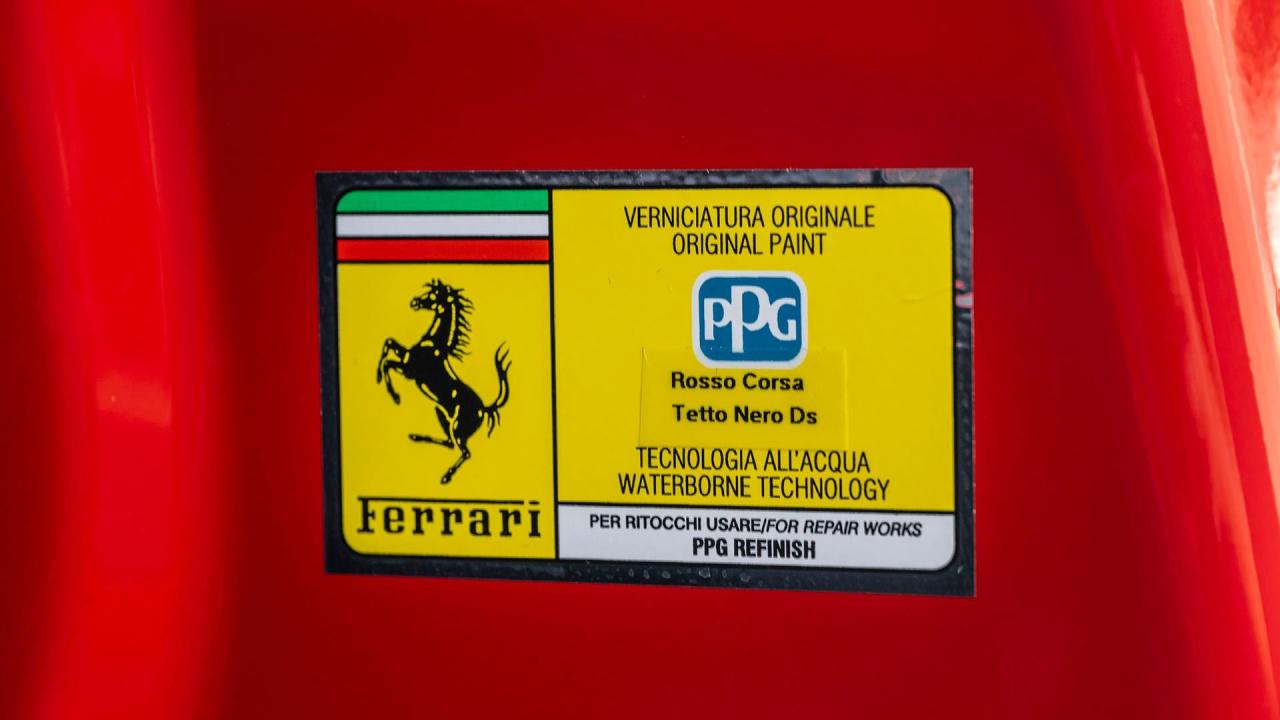 Ferrari
VERNICIATURA ORIGINALE
ORIGINAL PAINT
PPG
Rosso Corsa
Tetto Nero Ds
TECNOLOGIA ALL'ACQUA
WATERBORNE TECHNOLOGY
PER RITOCCHI USARE/FOR REPAIR WORKS
PPG REFINISH